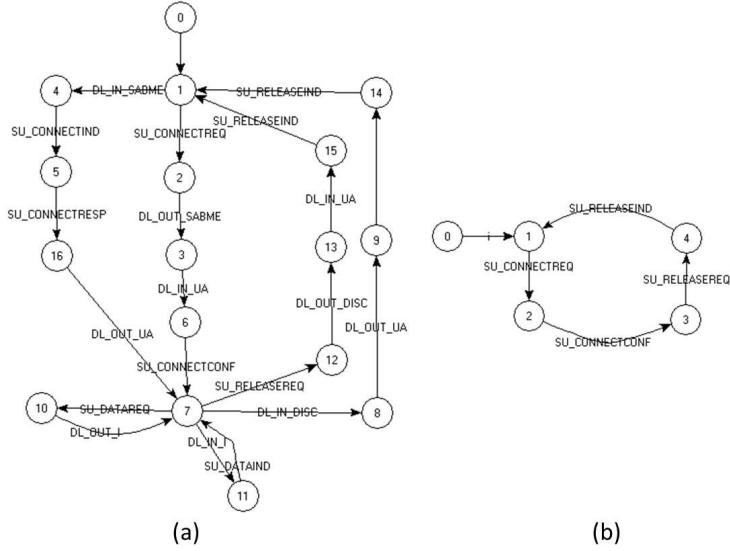 0
4
DL_IN_SABME
1
SU_RELEASEIND
14
SU_CONNECTIND
SU_CONNECTREQ
SU_RELEASEIND
15
5
2
DL_IN_UA
SU_CONNECTRESP
DL_OUT_SABME
16
3
13
9
DL_IN_UA
DL_OUT_DISC
6
DL_OUT_UA
DL_OUT_UA
SU_CONNECTCONF
12
SU_RELEASEREQ
10
SU_DATAREQ
7
DL_IN_DISC
8
DL_OUT_I
DL_IN_I
SU_DATAIND
11
(a)
SU_RELEASEIND
0
i
1
4
SU_CONNECTREQ
SU_RELEASEREQ
2
3
SU_CONNECTCONF
(b)